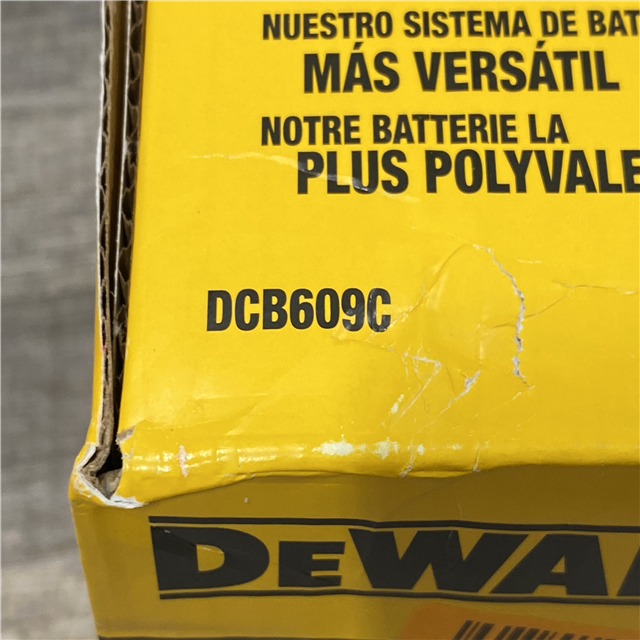 NUESTRO SISTEMA DE BAT
MÁS VERSÁTIL
NOTRE BATTERIE LA
PLUS POLYVALE
DCB609C
DEWA